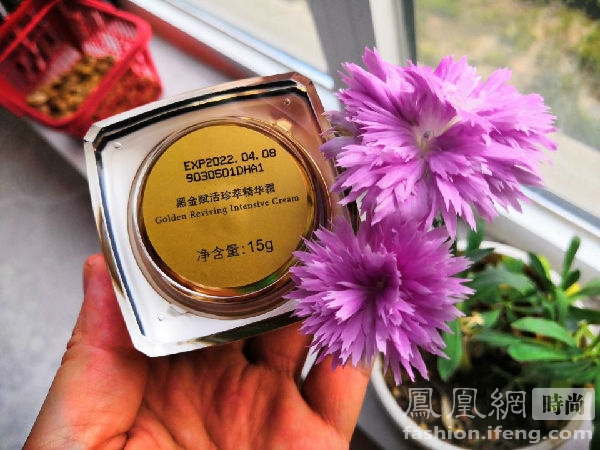 EXP2022.04.08
90305D1DHA1
黑金赋活珍萃精华霜
Golden Reviving Intensive Cream
净含量:15g
鳳凰網 時尚
fashion.ifeng.com